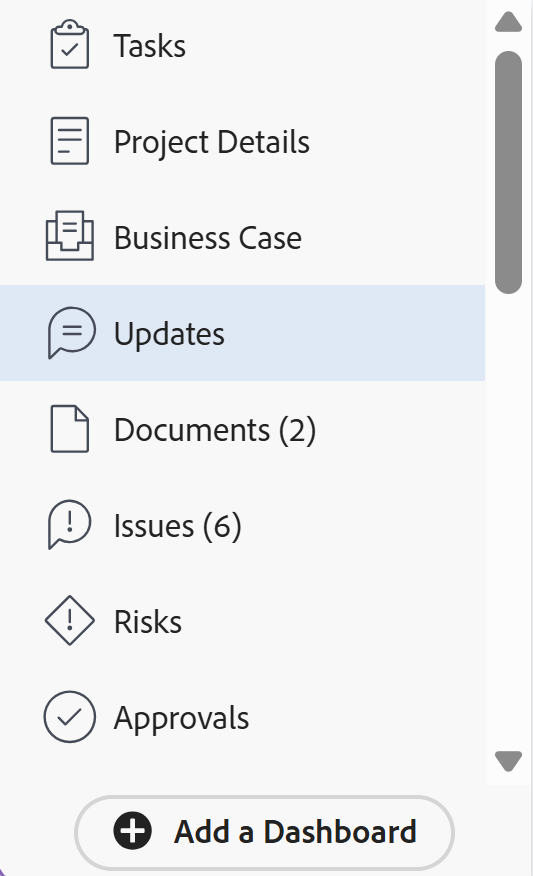 Tasks
Project Details
Business Case
Updates
Documents (2)
Issues (6)
Risks
Approvals
Add a Dashboard